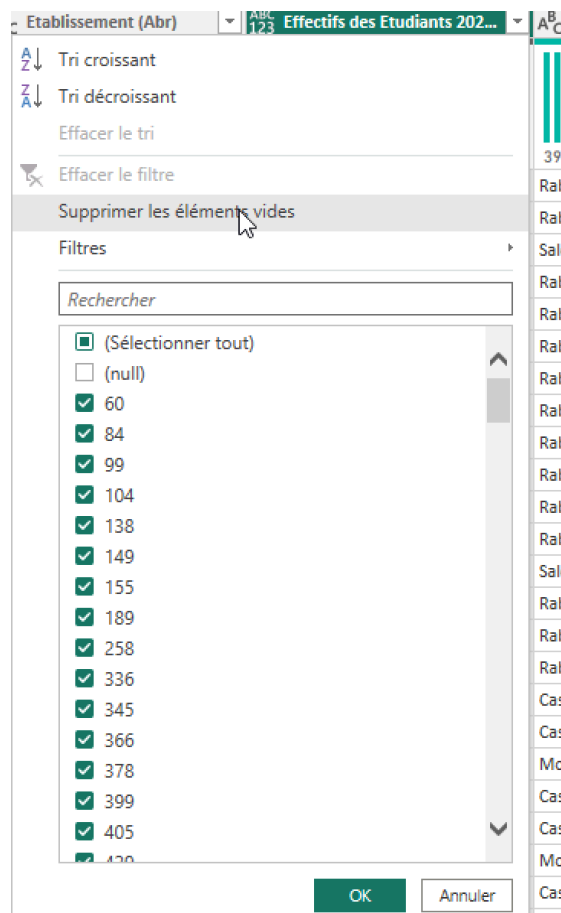 Etablissement (Abr)
ABC
123
Effectifs des Etudiants 202...
Tri croissant
Tri décroissant
Effacer le tri
Effacer le filtre
Supprimer les éléments vides
Filtres
Rechercher
(Sélectionner tout)
(null)
60
84
99
104
138
149
155
189
258
336
345
366
378
399
405
OK
Annuler
39